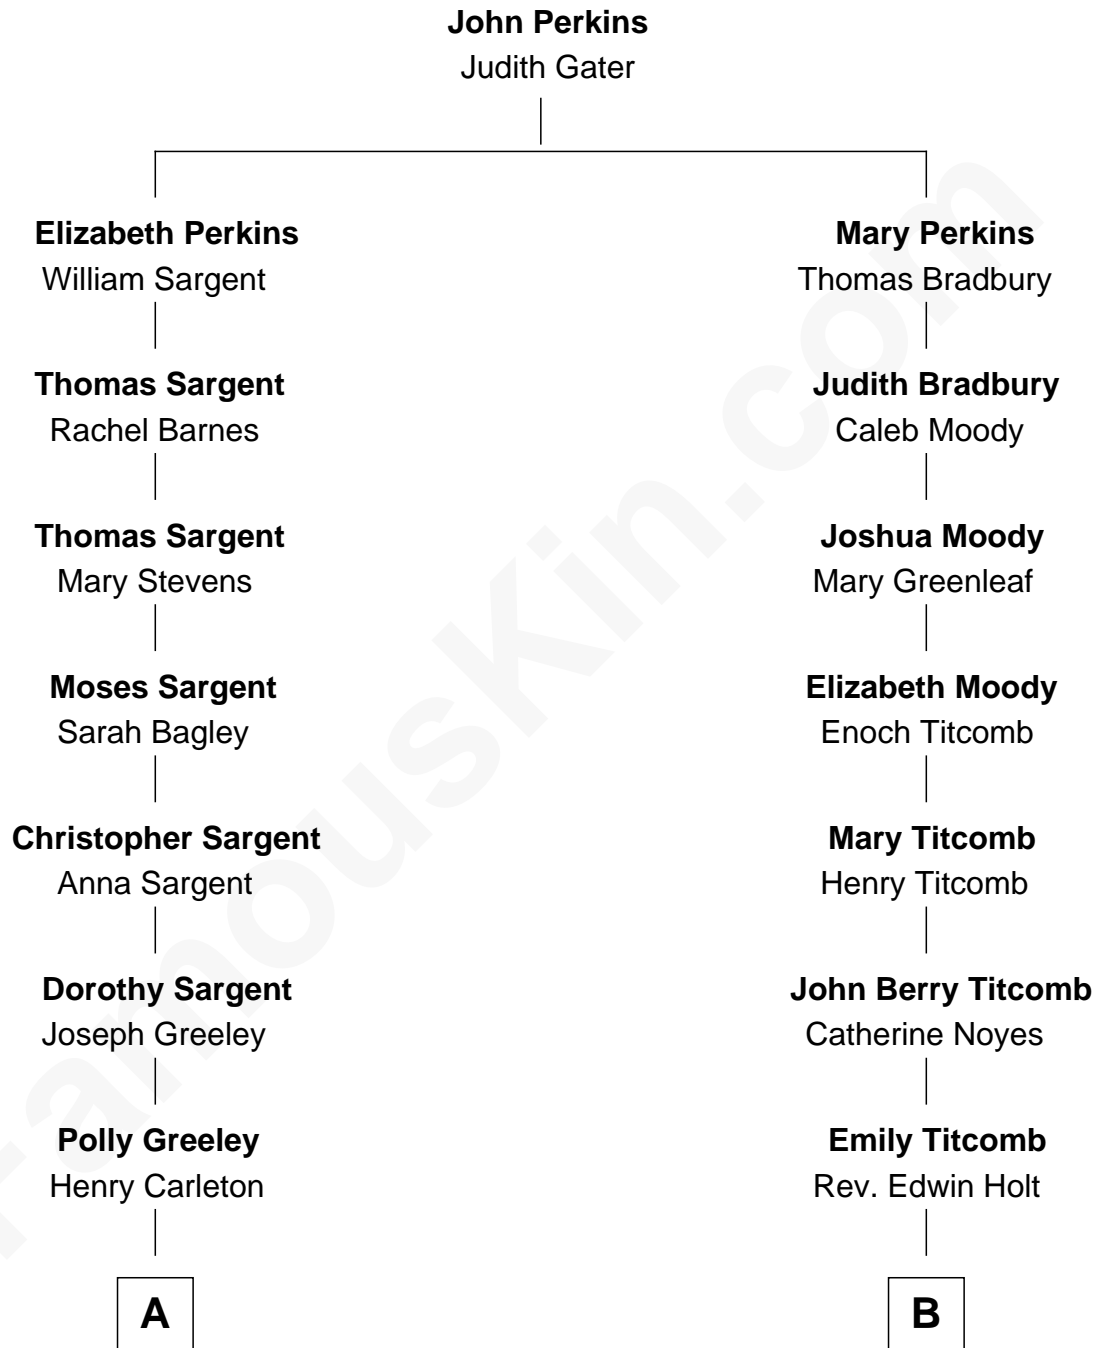 John Perkins
Judith Gater
Elizabeth Perkins
William Sargent
Mary Perkins
Thomas Bradbury
Thomas Sargent
Rachel Barnes
Judith Bradbury
Caleb Moody
Thomas Sargent
Mary Stevens
Joshua Moody
Mary Greenleaf
Moses Sargent
Sarah Bagley
Elizabeth Moody
Enoch Titcomb
Christopher Sargent
Anna Sargent
Mary Titcomb
Henry Titcomb
Dorothy Sargent
Joseph Greeley
John Berry Titcomb
Catherine Noyes
Polly Greeley
Henry Carleton
Emily Titcomb
Rev. Edwin Holt
A
B
FamousKin.com